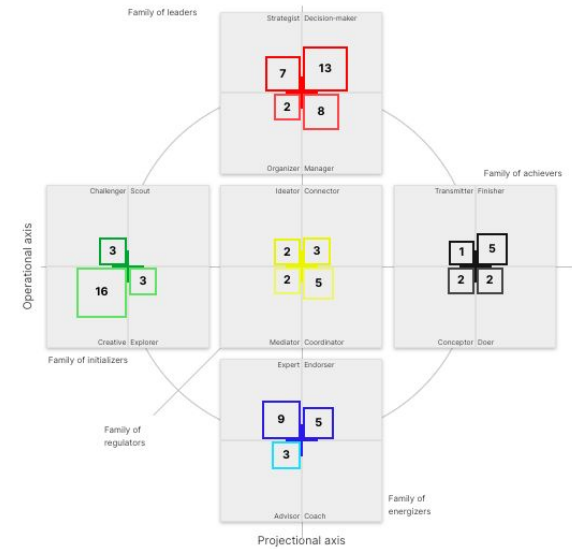 Family of leaders
Strategist Decision-maker
7 13
2 8
Organizer Manager
Family of achievers
Challenger Scout
Ideator Connector
Transmitter Finisher
3
2 3
1 5
16 3
2 5
2 2
Creative Explorer
Mediator Coordinator
Conceptor Doer
Operational axis
Family of initializers
Expert Endorser
9 5
3
Advisor Coach
Family of
regulators
Family of
energizers
Projectional axis